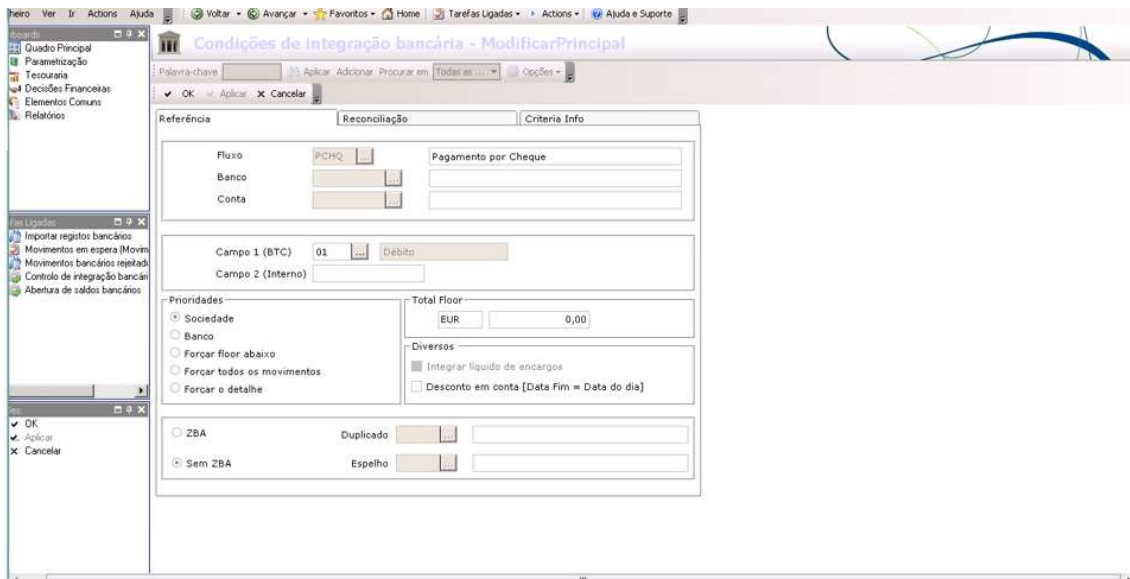 heiro Ver Ir Actions Ajuda Voltar Avançar Favoritos Home Tarefas Ligadas Actions Ajuda e Suporte
Quadro Principal
Parametrização
Tesouraria
Decisões Financeiras
Elementos Comuns
Relatórios
Condições de integração bancária - ModificarPrincipal
Palavra-chave Aplicar Adicionar Procurar em Todas as ... Opções
OK Aplicar Cancelar
Referência Reconciliação Criteria Info
Fluxo PCHQ ... Pagamento por Cheque
Banco ...
Conta ...
Campo 1 (BTC) 01 ... Débito
Campo 2 (Interno)
Prioridades
Sociedade
Banco
Forçar floor abaixo
Forçar todos os movimentos
Forçar o detalhe
Total Floor
EUR 0,00
Diversos
Integrar líquido de encargos
Desconto em conta [Data Fim = Data do dia]
ZBA Duplicado ...
Sem ZBA Espelho ...
fas Ligadas
Importar registos bancários
Movimentos em espera (Movim
Movimentos bancários rejeitado
Controlo de integração bancári
Abertura de saldos bancários
OK
Aplicar
Cancelar